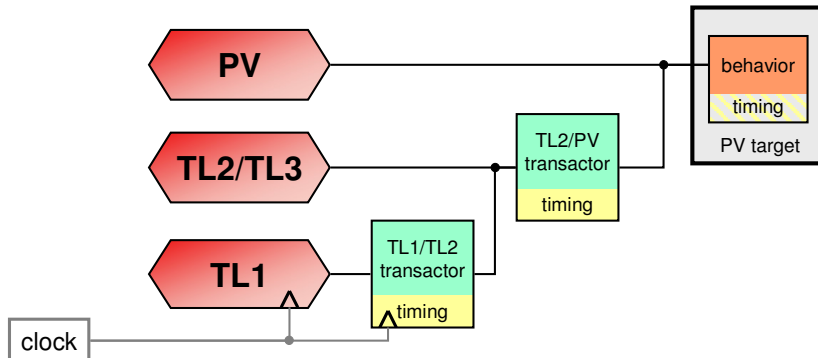 PV
behavior
timing
PV target
TL2/TL3
TL2/PV
transactor
timing
TL1
TL1/TL2
transactor
timing
clock